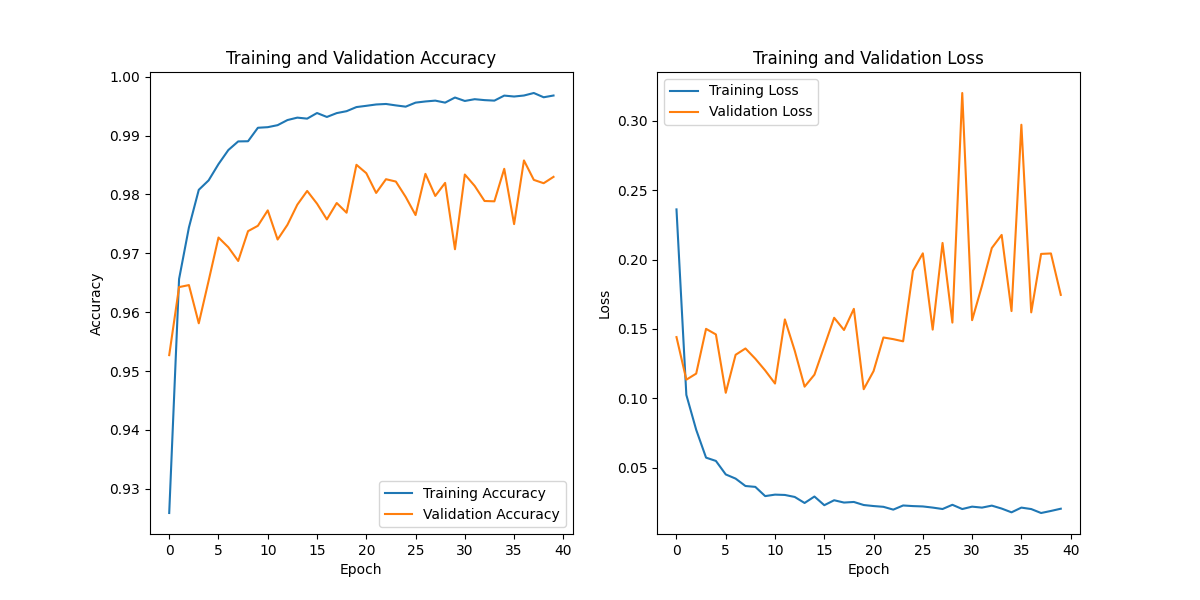 Training and Validation Accuracy
Accuracy
1.00
0.99
0.98
0.97
0.96
0.95
0.94
0.93
Training Accuracy
Validation Accuracy
0 5 10 15 20 25 30 35 40
Epoch
Training and Validation Loss
Training Loss
Validation Loss
Loss
0.30
0.25
0.20
0.15
0.10
0.05
0 5 10 15 20 25 30 35 40
Epoch